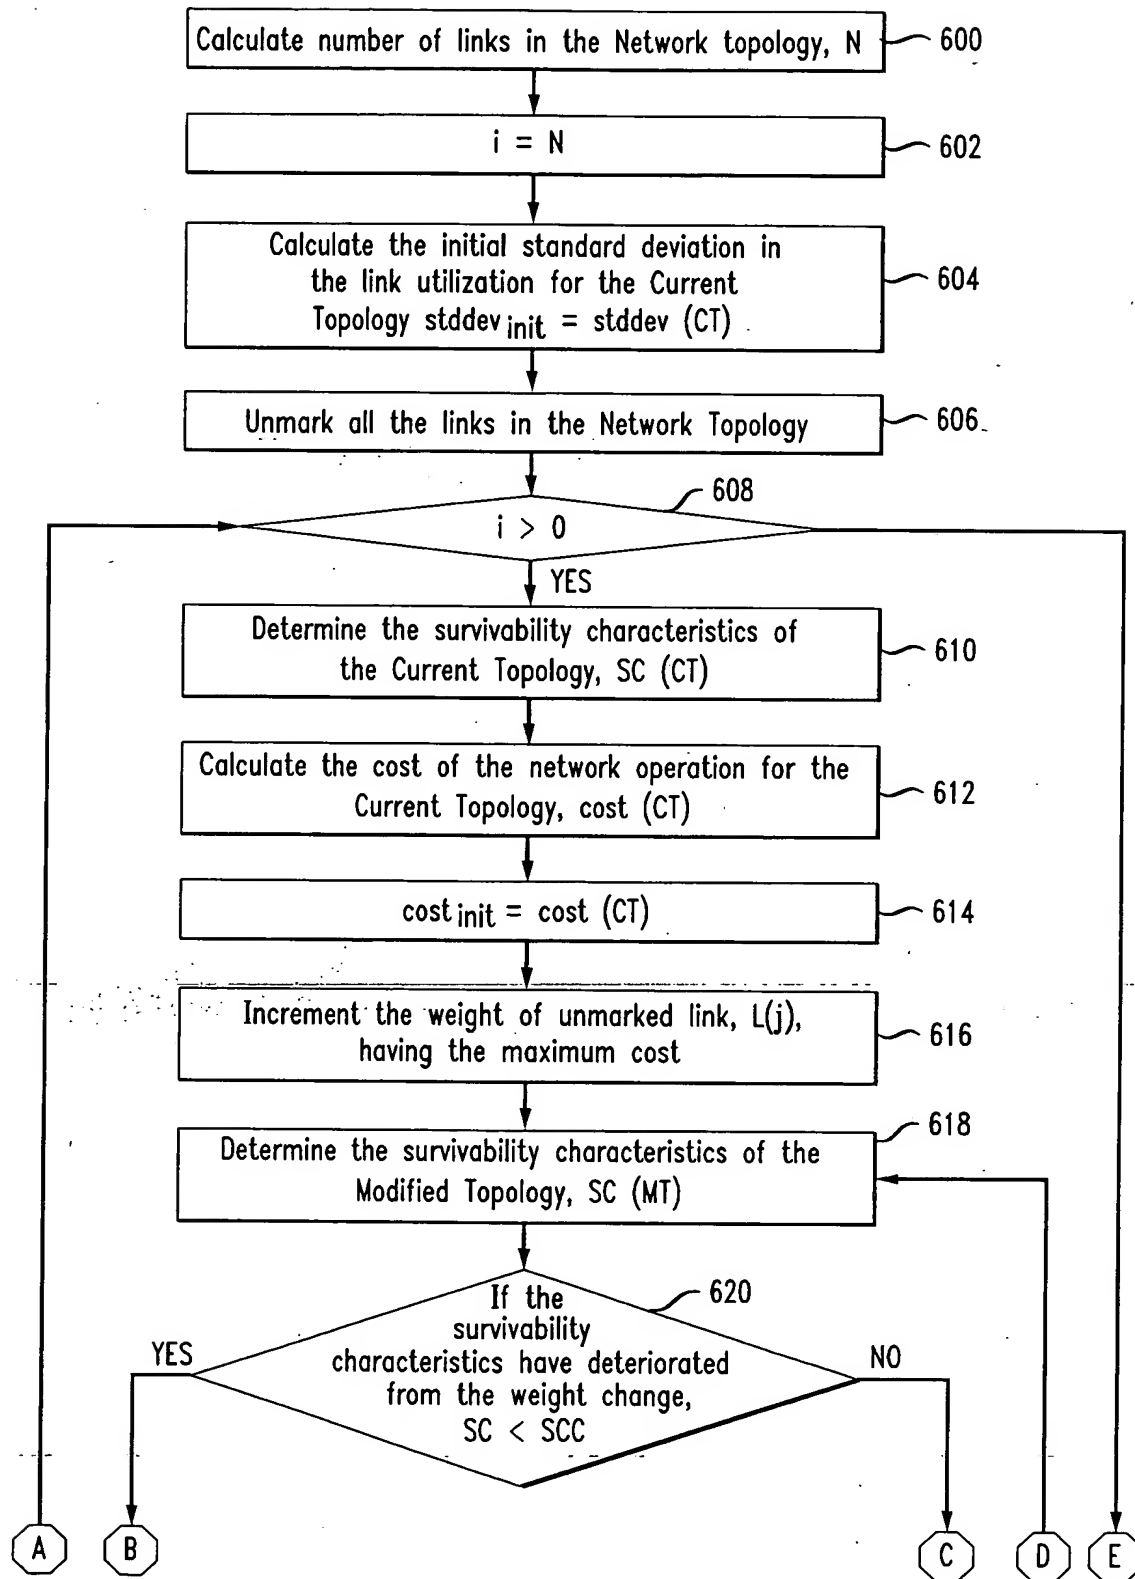 Calculate number of links in the Network topology, N
600
i = N
602
Calculate the initial standard deviation in
the link utilization for the Current
Topology stddev init = stddev (CT)
604
Unmark all the links in the Network Topology
606
608
i > 0
YES
Determine the survivability characteristics of
the Current Topology, SC (CT)
610
Calculate the cost of the network operation for the
Current Topology, cost (CT)
612
cost init = cost (CT)
614
Increment the weight of unmarked link, L(j),
having the maximum cost
616
618
Determine the survivability characteristics of the
Modified Topology, SC (MT)
620
If the
survivability
characteristics have deteriorated
from the weight change,
SC < SCC
YES
NO
A
B
C
D
E